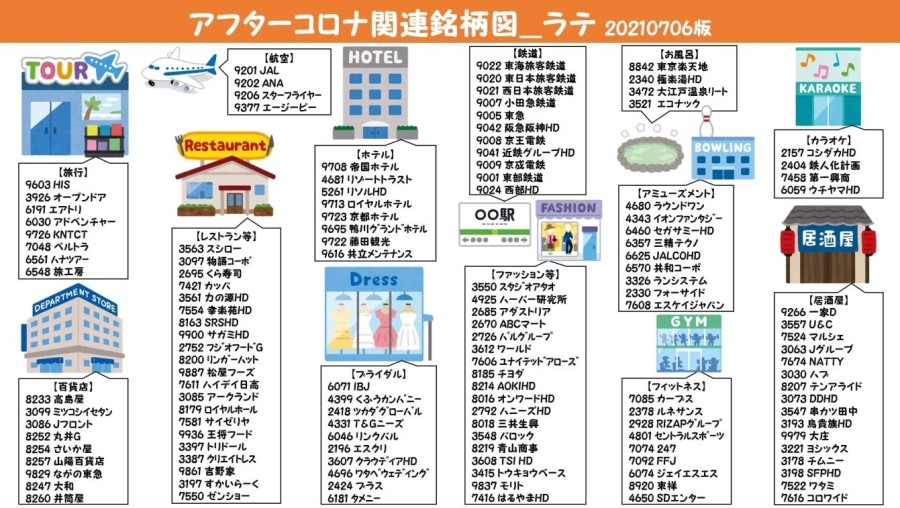 アフターコロナ関連銘柄図_ラテ 20210706版
TOUR
【旅行】
9603 HIS
3926 オープンドア
6191 エアトリ
6030 アドベンチャー
9726 KNTCT
7048 ベルトラ
6561 ハナツアー
6548 旅工房
DEPARTMENT STORE
【百貨店】
8233 高島屋
3099 ミツコシイセタン
3086 Jフロント
8252 丸井G
8254 さいか屋
8257 山陽百貨店
9829 ながの東急
8247 大和
8260 井筒屋
【航空】
9201 JAL
9202 ANA
9206 スターフライヤー
9377 エージーピー
Restaurant
【レストラン等】
3563 スシロー
3097 物語コーポ
2695 くら寿司
7421 カッパ
3561 力の源HD
7554 幸楽苑HD
8163 SRSHD
9900 サガミHD
2752 フジオフードG
8200 リンガーハット
9887 松屋フーズ
7611 ハイデイ日高
3085 アークランド
8179 ロイヤルホール
7581 サイゼリヤ
9936 王将フード
3397 トリドール
3387 クリエイトレス
9861 吉野家
3197 すかいらーく
7550 ゼンショー
HOTEL
【ホテル】
9708 帝国ホテル
4681 リゾートトラスト
5261 リソルHD
9713 ロイヤルホテル
9723 京都ホテル
9695 鴨川グランドホテル
9722 藤田観光
9616 共立メンテナンス
Dress
【ブライダル】
6071 IBJ
4399 くふうカンパニー
2418 ツカダグローバル
4331 T&Gニーズ
6046 リンクバル
2196 エスクリ
3607 クラウデイアHD
4696 ワタベウェディング
2424 ブラス
6181 タメニー
【鉄道】
9022 東海旅客鉄道
9020 東日本旅客鉄道
9021 西日本旅客鉄道
9007 小田急鉄道
9005 東急
9042 阪急阪神HD
9008 京王電鉄
9041 近鉄グループHD
9009 京成電鉄
9001 東部鉄道
9024 西部HD
〇〇駅
FASHION
【ファッション等】
3550 スタジオアタオ
4925 ハーバー研究所
2685 アダストリア
2670 ABCマート
2726 パルグループ
3612 ワールド
7606 ユナイテッドアローズ
8185 チヨダ
8214 AOKIHD
8016 オンワードHD
2792 ハニーズHD
8018 三共生興
3548 バロック
8219 青山商事
3608 TSI HD
3415 トウキョウベース
9837 モリト
7416 はるやまHD
【お風呂】
8842 東京楽天地
2340 極楽湯HD
3472 大江戸温泉リート
3521 エコナック
BOWLING
【アミューズメント】
4680 ラウンドワン
4343 イオンファンタジー
6460 セガサミーHD
6357 三精テクノ
6625 JALCOHD
6570 共和コーポ
3326 ランシステム
2330 フォーサイド
7608 エスケイジャパン
GYM
【フィットネス】
7085 カーブス
2378 ルネサンス
2928 RIZAPグループ
4801 セントラルスポーツ
7074 247
7092 FFJ
6074 ジェイエスエス
8920 東祥
4650 SDエンター
KARAOKE
【カラオケ】
2157 コシダカHD
2404 鉄人化計画
7458 第一興商
6059 ウチヤマHD
居酒屋
【居酒屋】
9266 一家D
3557 U&C
7524 マルシェ
3063 Jグループ
7674 NATTY
3030 ハブ
8207 テンアライド
3073 DDHD
3547 串カツ田中
3193 鳥貴族HD
9979 大庄
3221 ヨシックス
3178 チムニー
3198 SFPHD
7522 ワタミ
7616 コロワイド